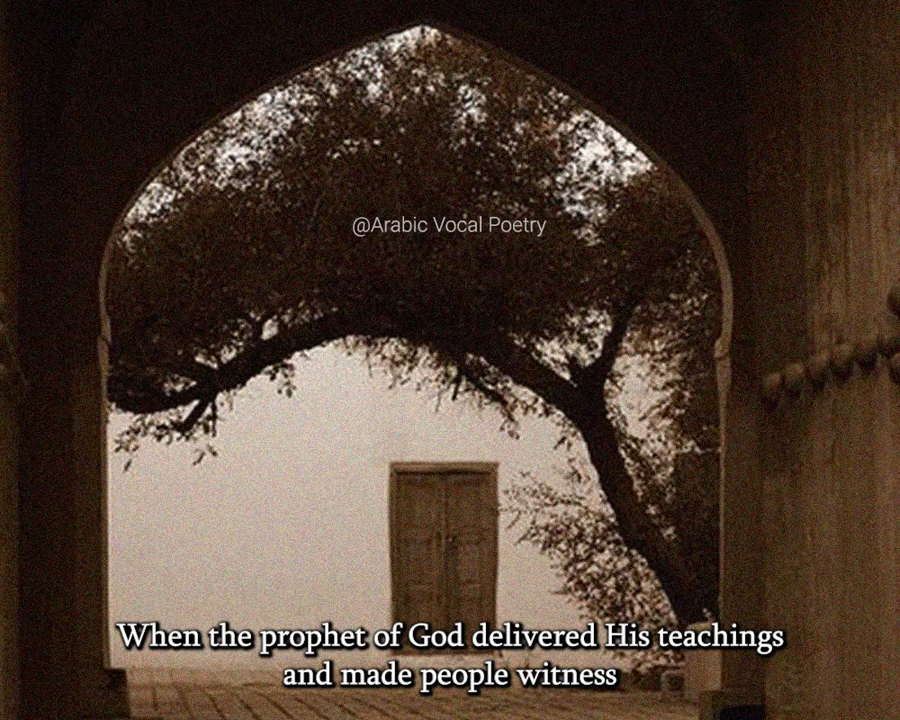 @Arabic Vocal Poetry
When the prophet of God delivered His teachings
and made people witness